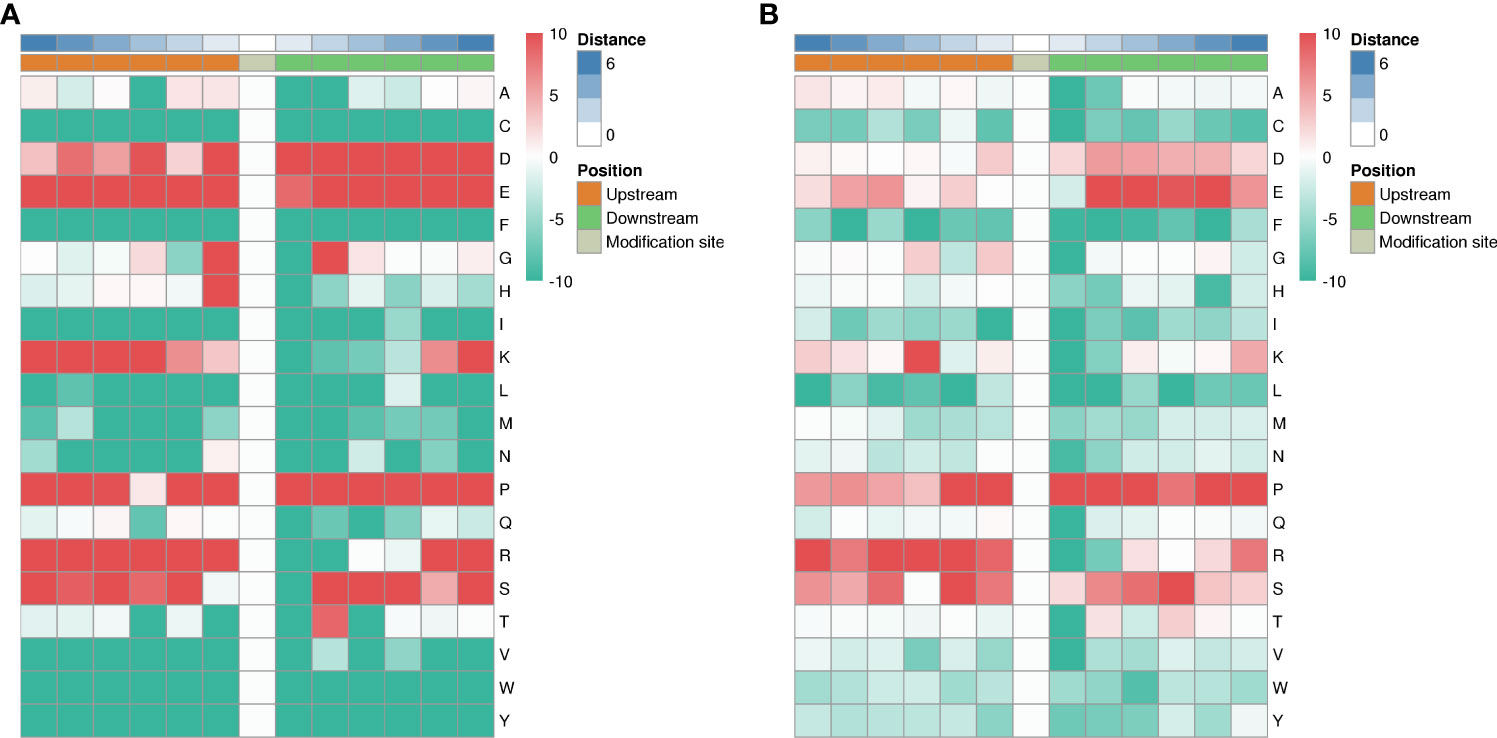 A
10
5
0
-5
-10
Distance
6
0
Position
Upstream
Downstream
Modification site
A
C
D
E
F
G
H
I
K
L
M
N
P
Q
R
S
T
V
W
Y
B
10
5
0
-5
-10
Distance
6
0
Position
Upstream
Downstream
Modification site
A
C
D
E
F
G
H
I
K
L
M
N
P
Q
R
S
T
V
W
Y